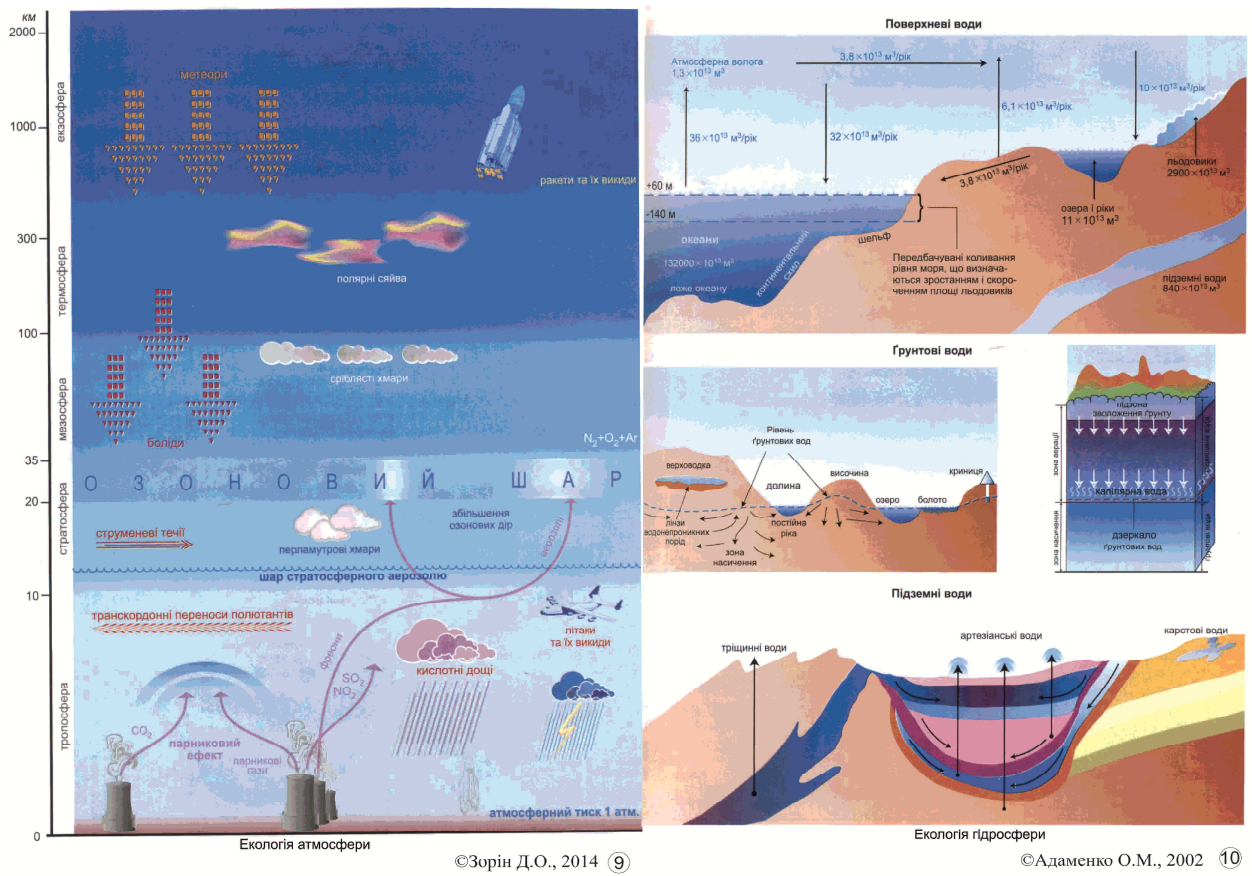 км
2000
1000
300
100
35
20
10
0
екзосфера
термосфера
мезосфера
стратосфера
тропосфера
метеори
ракети та їх викиди
полярні сяйва
сріблясті хмари
боліди
N₂+O₂+Ar
О З О Н О В И Й Ш А Р
збільшення
озонових дір
аерозолі
струменеві течії
перламутрові хмари
шар стратосферного аерозолю
транскордонні переноси полютантів
літаки
та їх викиди
фреони
SO₂
NO₂
кислотні дощі
CO₂
парниковий
ефект
парникові
гази
атмосферний тиск 1 атм.
Екологія атмосфери
©Зорін Д.О., 2014 9
Поверхневі води
Атмосферна волога
1,3×10¹³ м³
3,8×10¹³ м³/рік
36×10¹³ м³/рік
32×10¹³ м³/рік
6,1×10¹³ м³/рік
10×10¹³ м³/рік
льодовики
2900×10¹³ м³
3,8×10¹³ м³/рік
озера і ріки
11×10¹³ м³
+60 м
-140 м
океани
132000×10¹³ м³
ложе океану
континентальний
схил
шельф
Передбачувані коливання
рівня моря, що визнача-
ються зростанням і скоро-
ченням площі льодовиків
підземні води
840×10¹³ м³
Ґрунтові води
Рівень
ґрунтових вод
верховодка
долина
височина
криниця
озеро
болото
лінзи
водонепроникних
порід
постійна
ріка
зона
насичення
підзона
зволоження ґрунту
зона аерації
капілярна вода
зона насичення
дзеркало
ґрунтових вод
ґрунтові води
Підземні води
тріщинні води
артезіанські води
карстові води
Екологія гідросфери
©Адаменко О.М., 2002 10